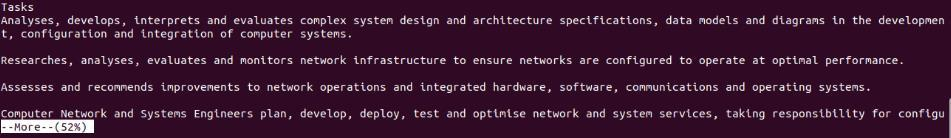 Tasks
Analyses, develops, interprets and evaluates complex system design and architecture specifications, data models and diagrams in the developmen
t, configuration and integration of computer systems.
Researches, analyses, evaluates and monitors network infrastructure to ensure networks are configured to operate at optimal performance.
Assesses and recommends improvements to network operations and integrated hardware, software, communications and operating systems.
Computer Network and Systems Engineers plan, develop, deploy, test and optimise network and system services, taking responsibility for configu
--More--(52%)